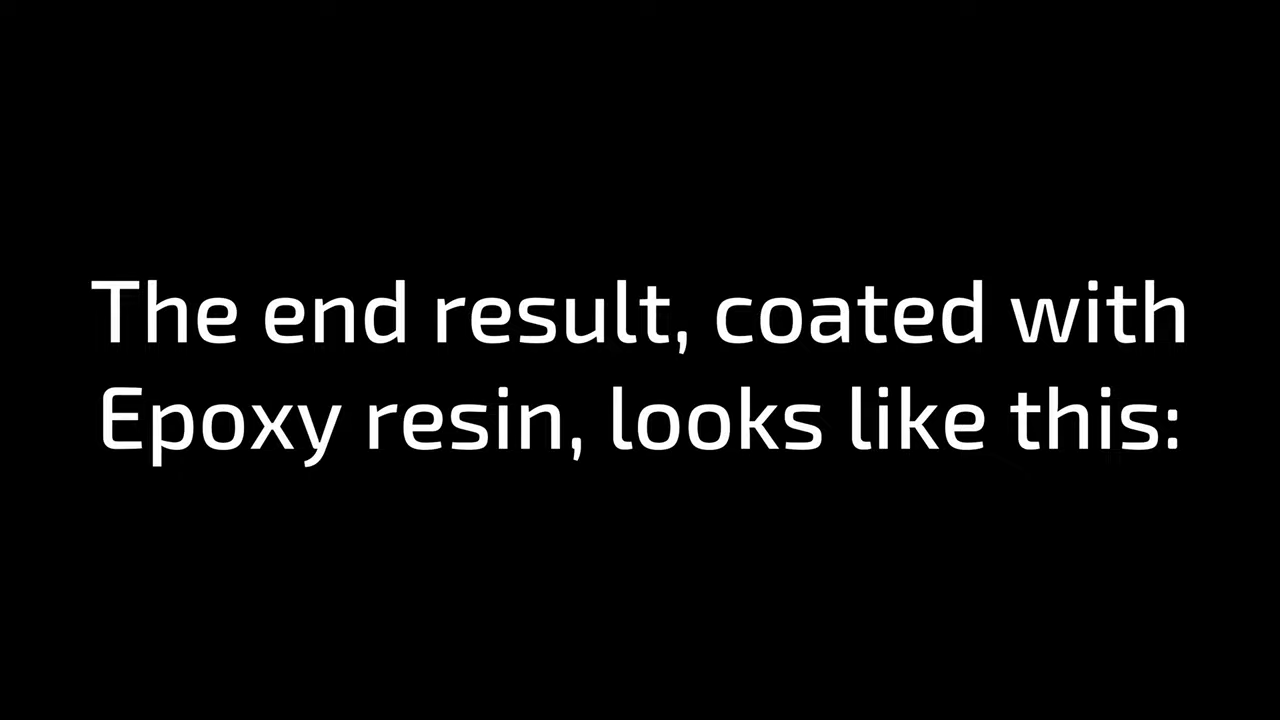 The end result, coated with
Epoxy resin, looks like this: